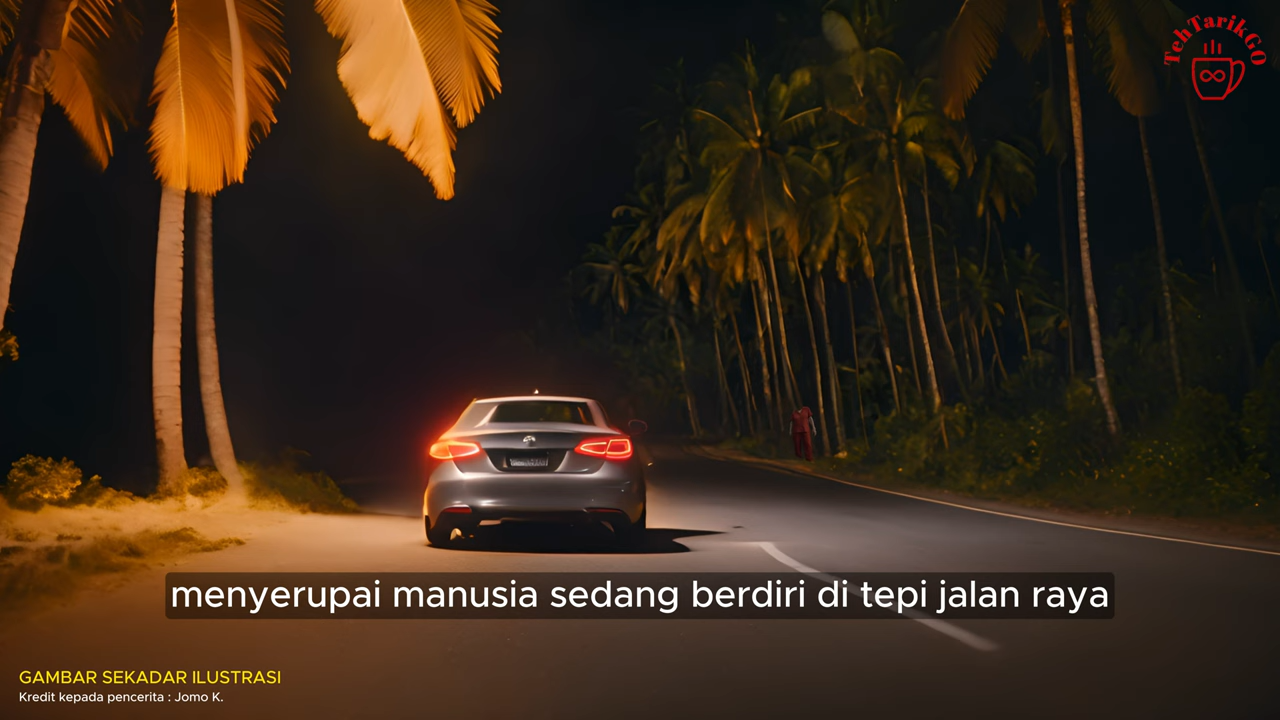 TehTarikGO
menyerupai manusia sedang berdiri di tepi jalan raya
GAMBAR SEKADAR ILUSTRASI
Kredit kepada pencerita : Jomo K.